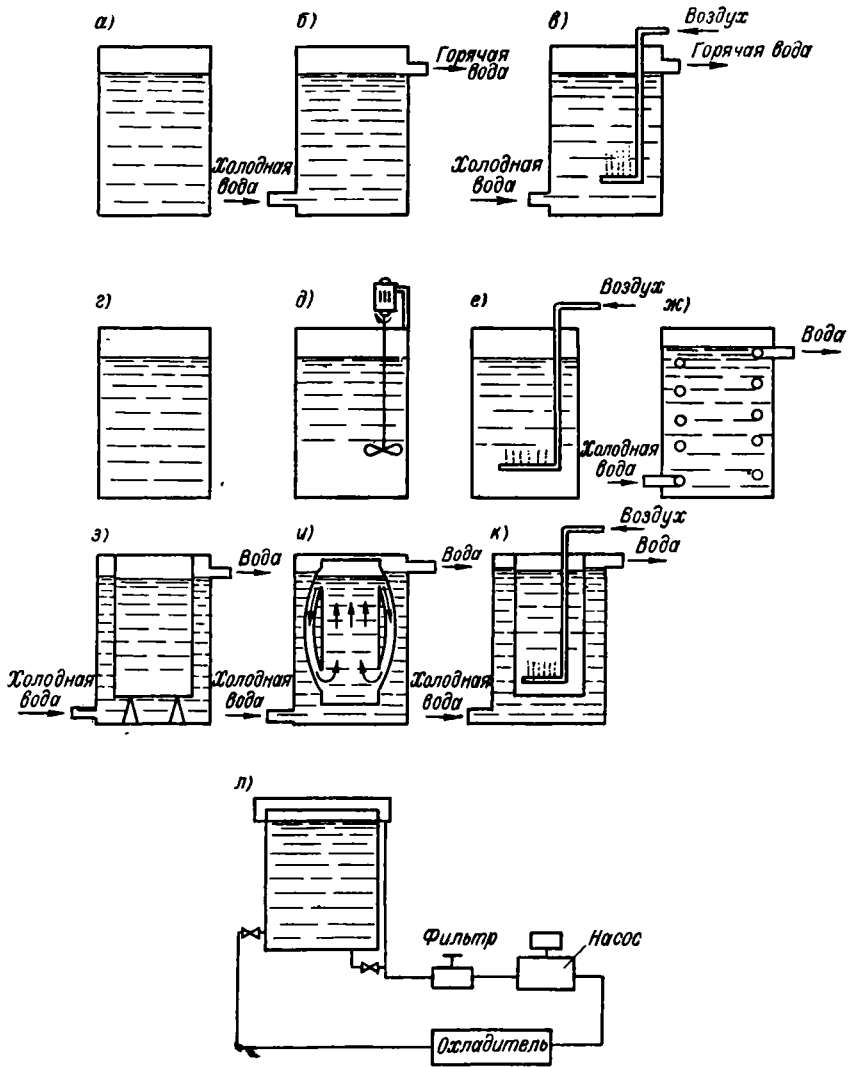 а)
б)
в)
Воздух
Горячая
вода
Горячая вода
Холодная
вода
Холодная
вода
г)
д)
е)
Воздух
ж)
Вода
Холодная
вода
з)
Вода
и)
Вода
к)
Воздух
Вода
Холодная
вода
Холодная
вода
Холодная
вода
л)
Фильтр
Насос
Охладитель